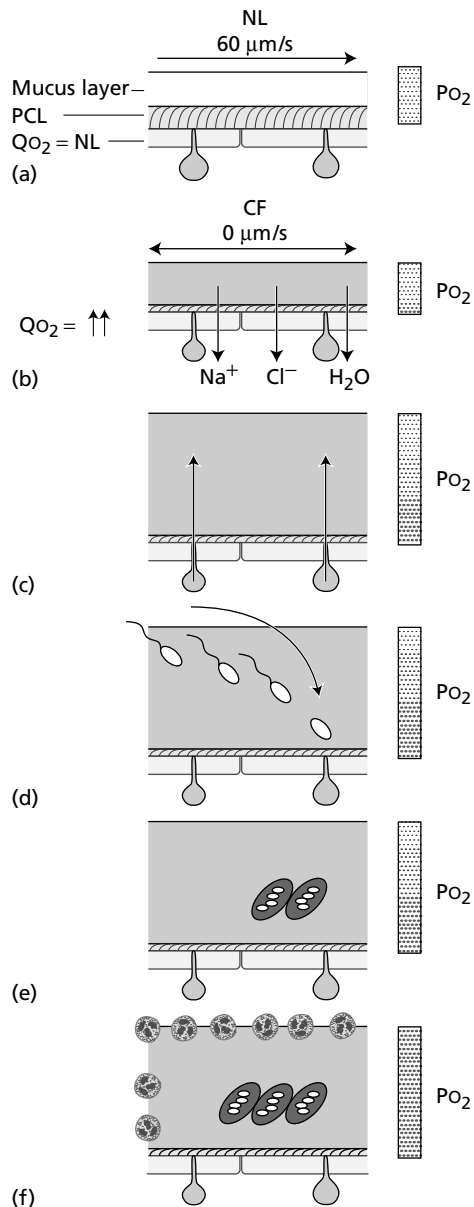 NL
60 μm/s
Mucus layer
PCL
QO₂ = NL
PO₂
(a)
CF
0 μm/s
QO₂ = ↑↑
PO₂
Na⁺ Cl⁻ H₂O
(b)
PO₂
(c)
PO₂
(d)
PO₂
(e)
PO₂
(f)